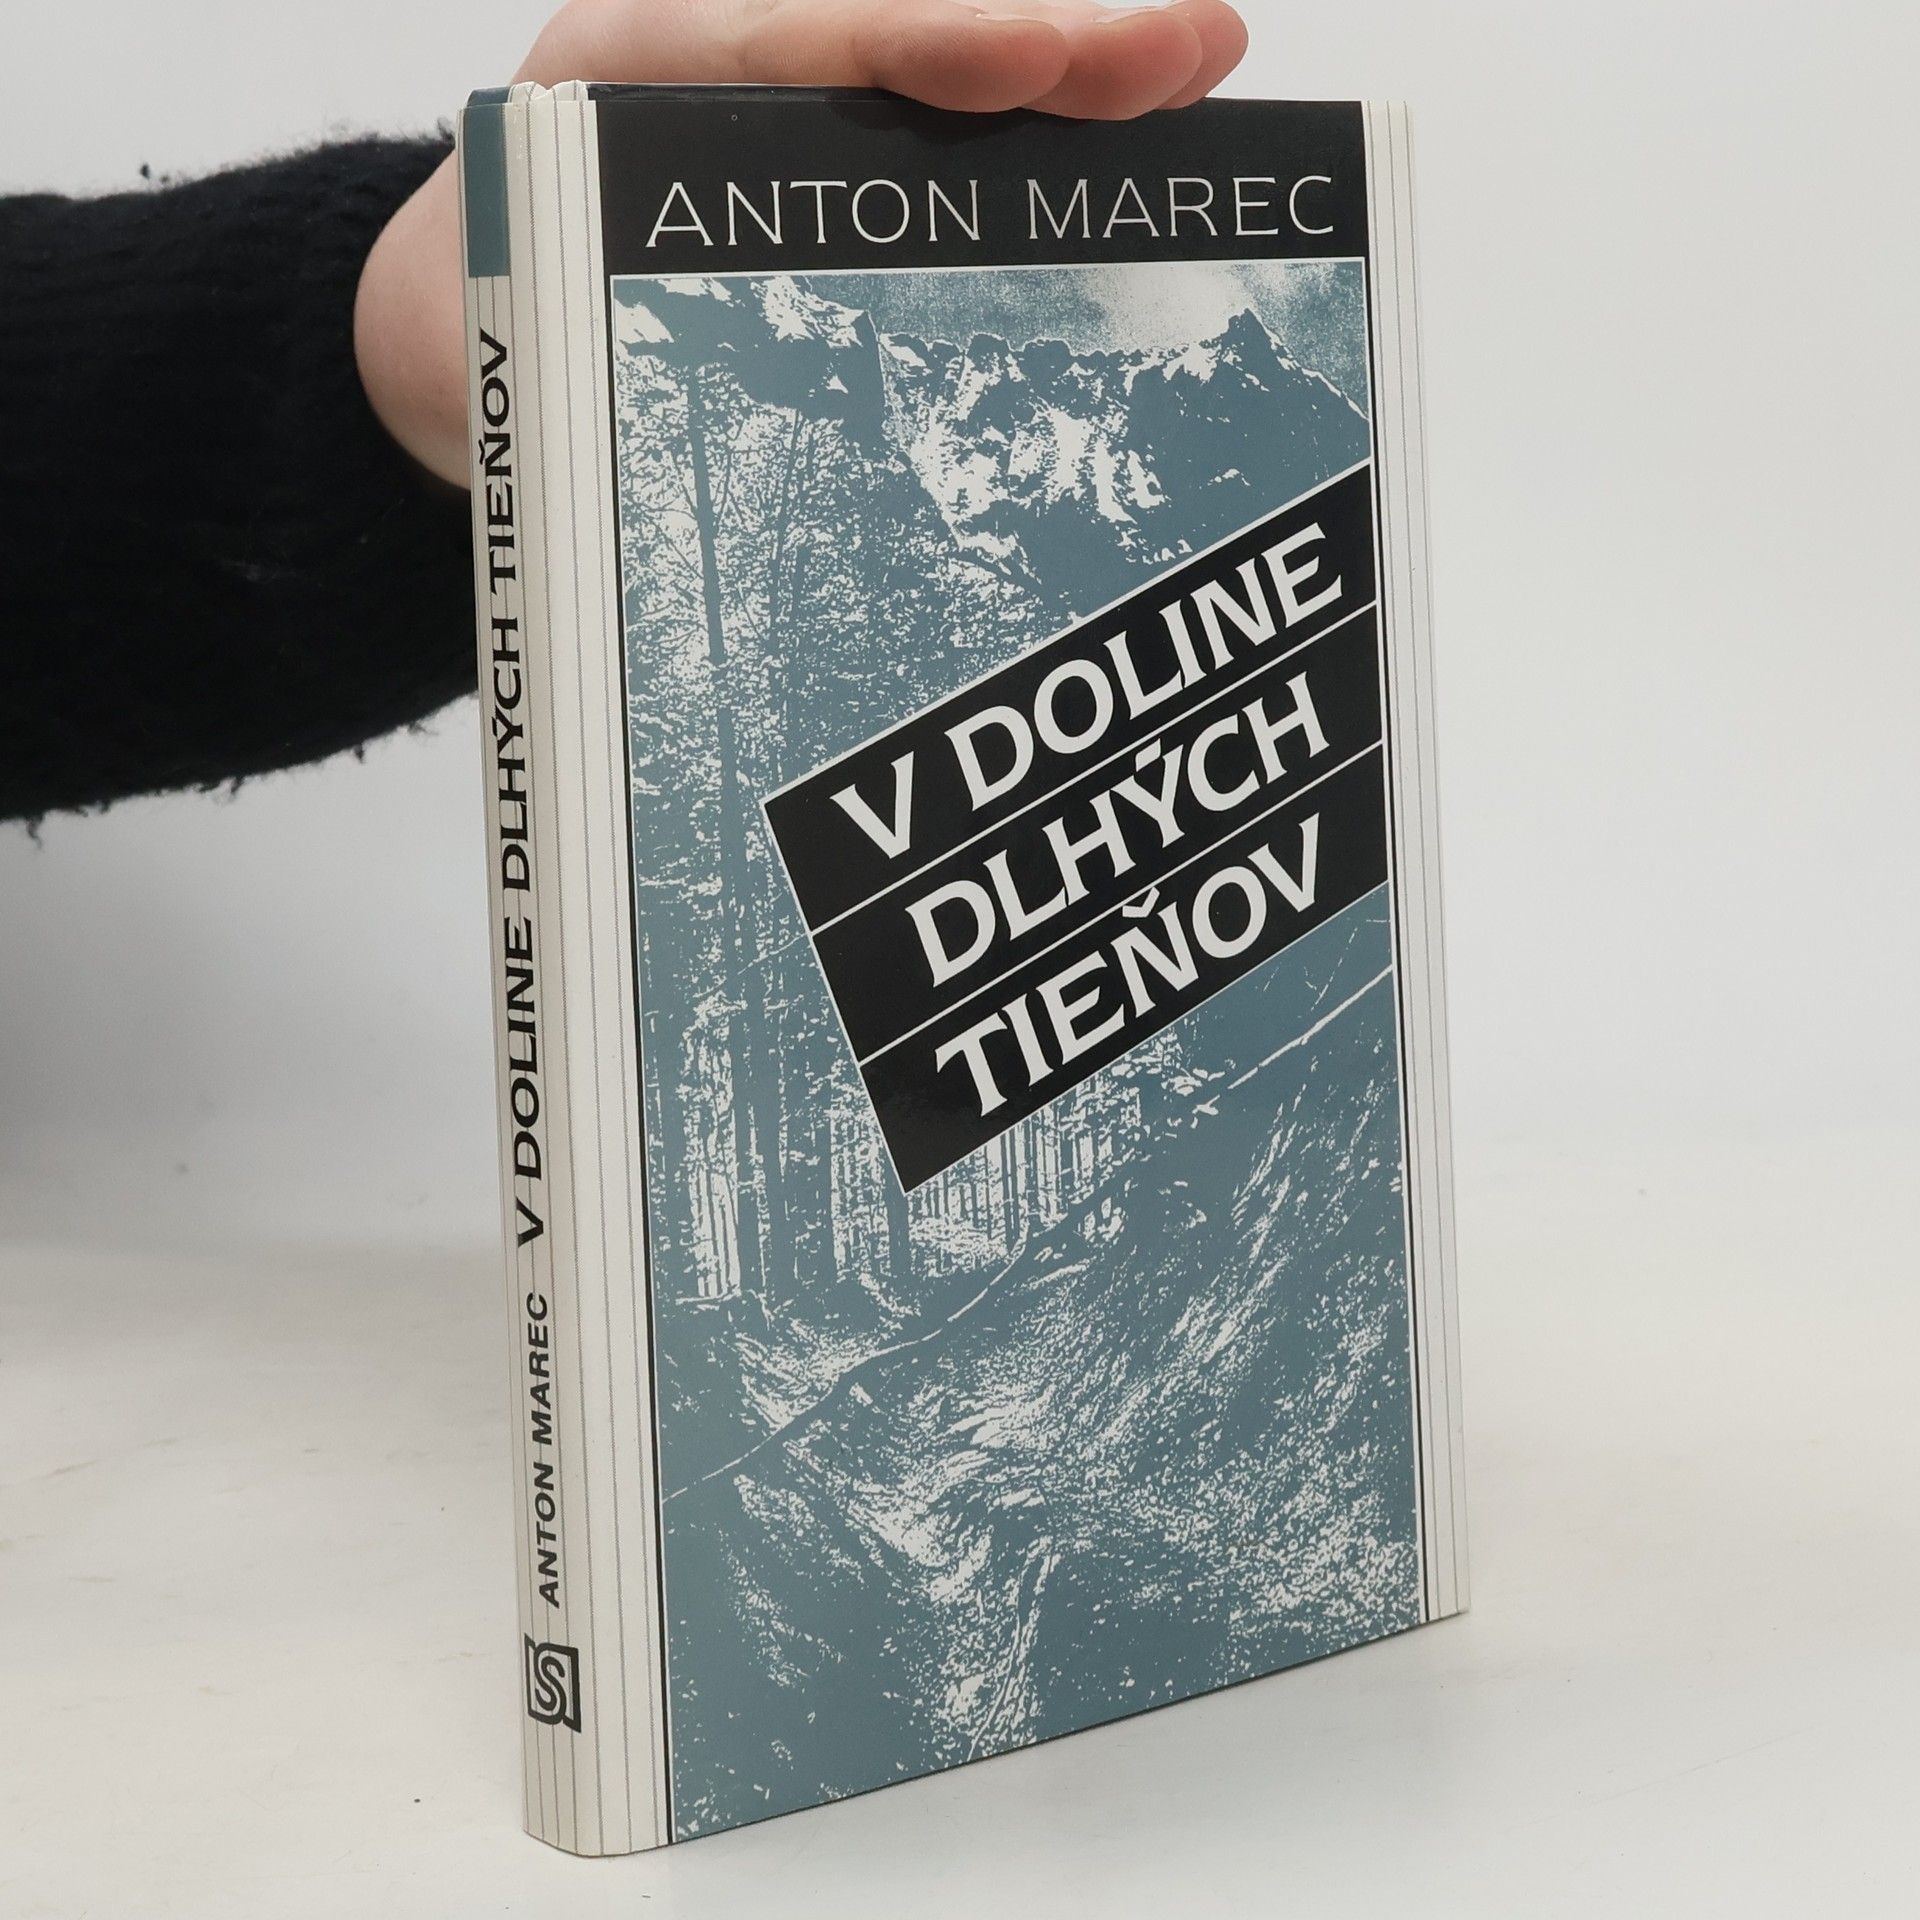 ANTON MAREC
V DOLINE
DLHÝCH
TIEŇOV
ANTON MAREC V DOLINE DLHÝCH TIEŇOV